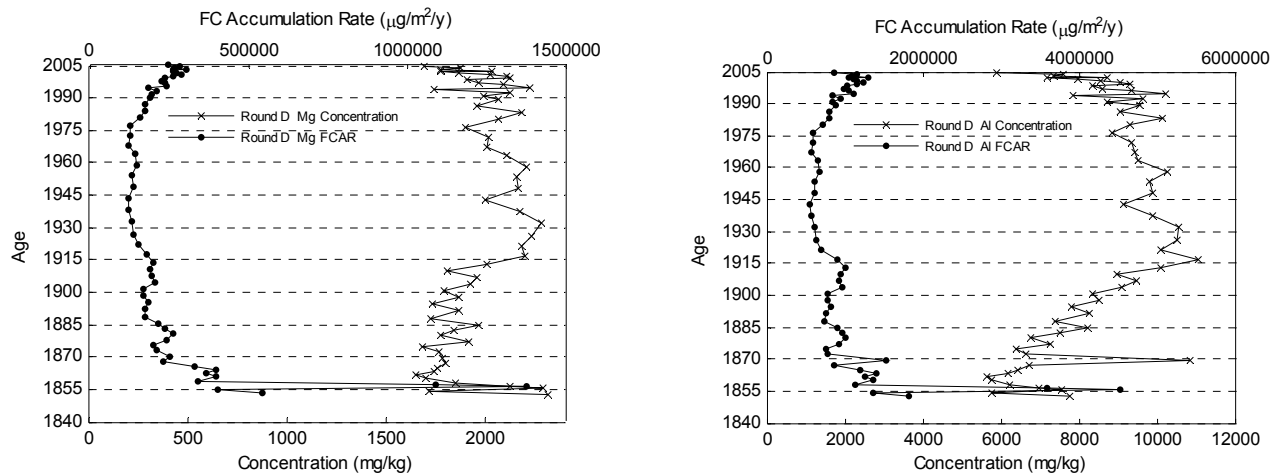 FC Accumulation Rate (μg/m²/y)
0 500000 1000000 1500000
2005
1990
1975
1960
1945
1930
1915
1900
1885
1870
1855
1840
Age
Round D Mg Concentration
Round D Mg FCAR
0 500 1000 1500 2000
Concentration (mg/kg)
FC Accumulation Rate (μg/m²/y)
0 2000000 4000000 6000000
2005
1990
1975
1960
1945
1930
1915
1900
1885
1870
1855
1840
Age
Round D Al Concentration
Round D Al FCAR
0 2000 4000 6000 8000 10000 12000
Concentration (mg/kg)